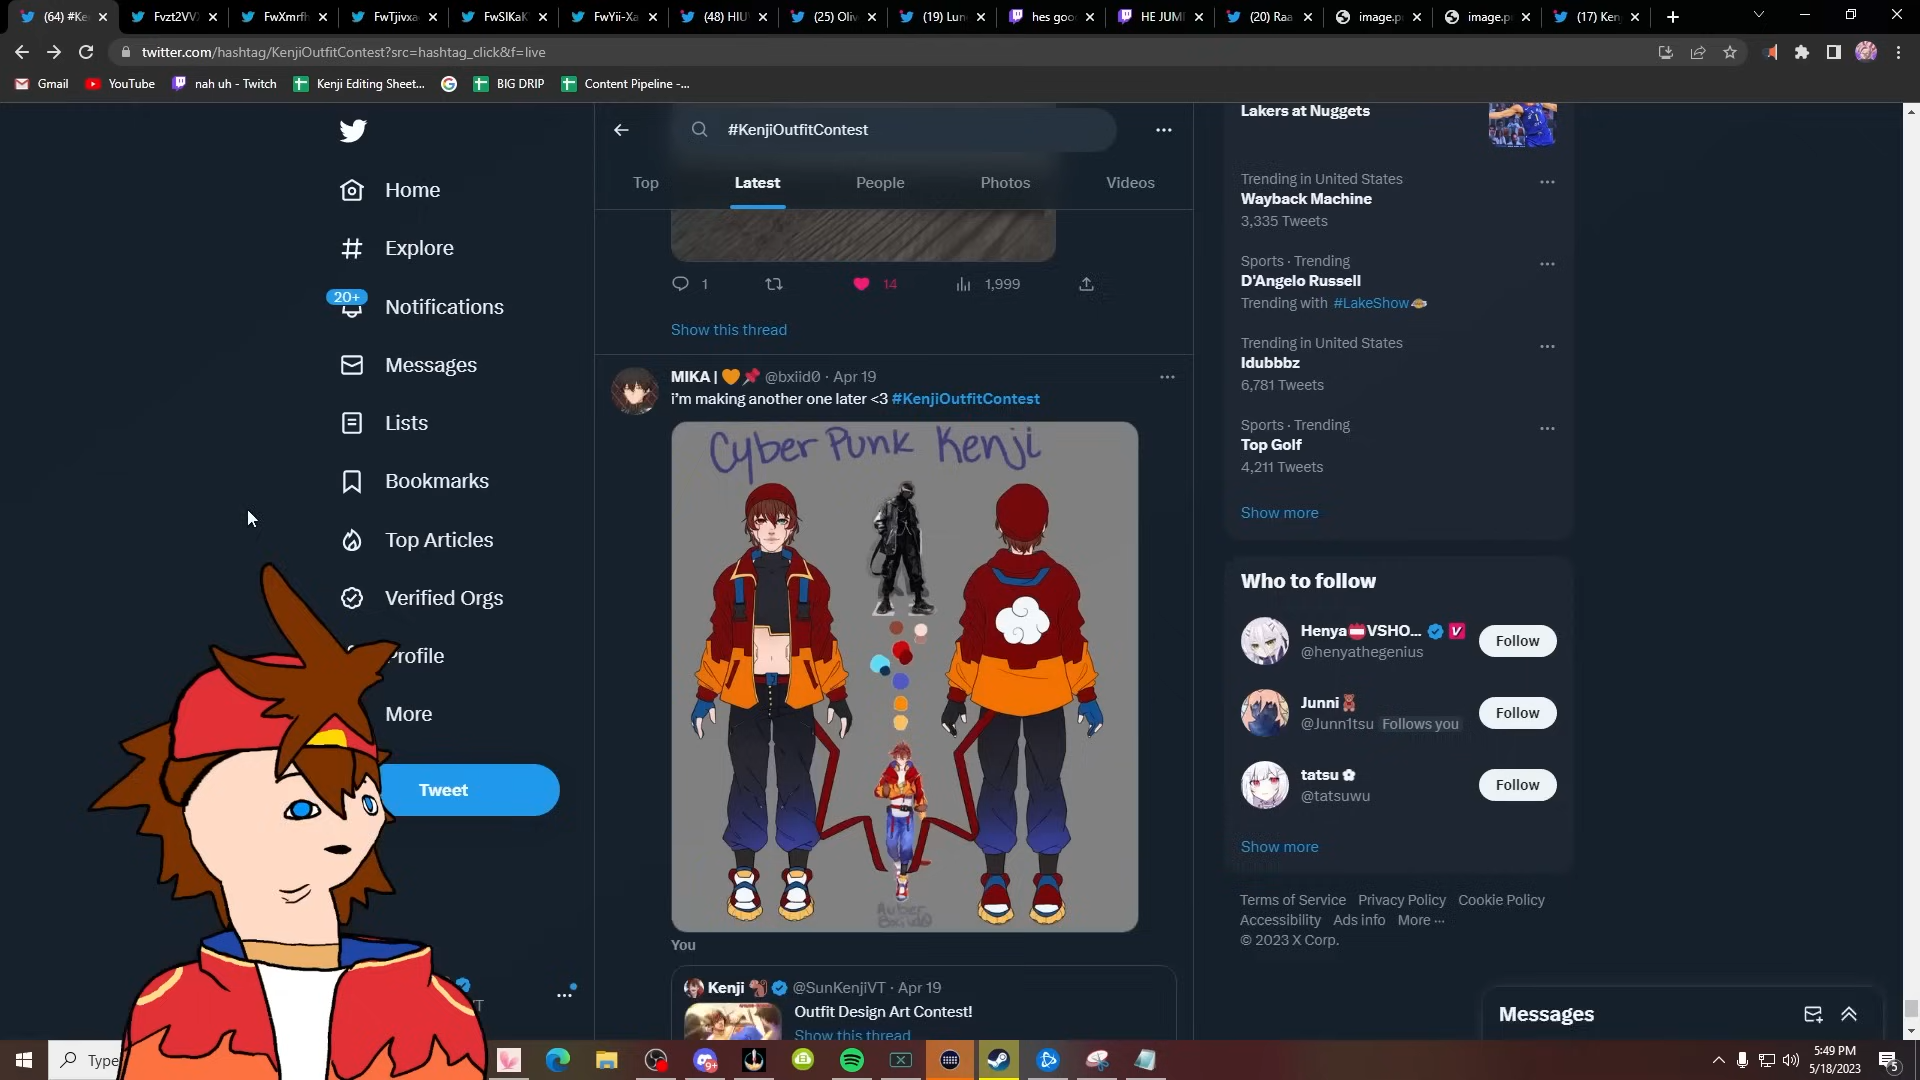 (64) #Ke
Fvzt2VV
FwXmrfh
FwTjivxa
FwSIKaK
FwYii-Xa
(48) HIU
(25) Oliv
(19) Lun
hes goo
HE JUM
(20) Raa
image.p
image.p
(17) Ken
twitter.com/hashtag/KenjiOutfitContest?src=hashtag_click&f=live
Gmail
YouTube
nah uh - Twitch
Kenji Editing Sheet...
BIG DRIP
Content Pipeline -...
#KenjiOutfitContest
Top
Latest
People
Photos
Videos
Home
Explore
20+
Notifications
Messages
Lists
Bookmarks
Top Articles
Verified Orgs
Profile
More
Tweet
1
14
1,999
Show this thread
MIKA | 🧡📌 @bxiid0 · Apr 19
i'm making another one later <3 #KenjiOutfitContest
Cyber Punk Kenji
You
Kenji 🐿️ @SunKenjiVT · Apr 19
Outfit Design Art Contest!
Show this thread
Lakers at Nuggets
Trending in United States
Wayback Machine
3,335 Tweets
Sports · Trending
D'Angelo Russell
Trending with #LakeShow
Trending in United States
Idubbbz
6,781 Tweets
Sports · Trending
Top Golf
4,211 Tweets
Show more
Who to follow
Henya VSHO...
@henyathegenius
Follow
Junni🧸
@Junn1tsu Follows you
Follow
tatsu ✿
@tatsuwu
Follow
Show more
Terms of Service Privacy Policy Cookie Policy
Accessibility Ads info More ···
© 2023 X Corp.
Messages
Type
9+
5:49 PM
5/18/2023
5